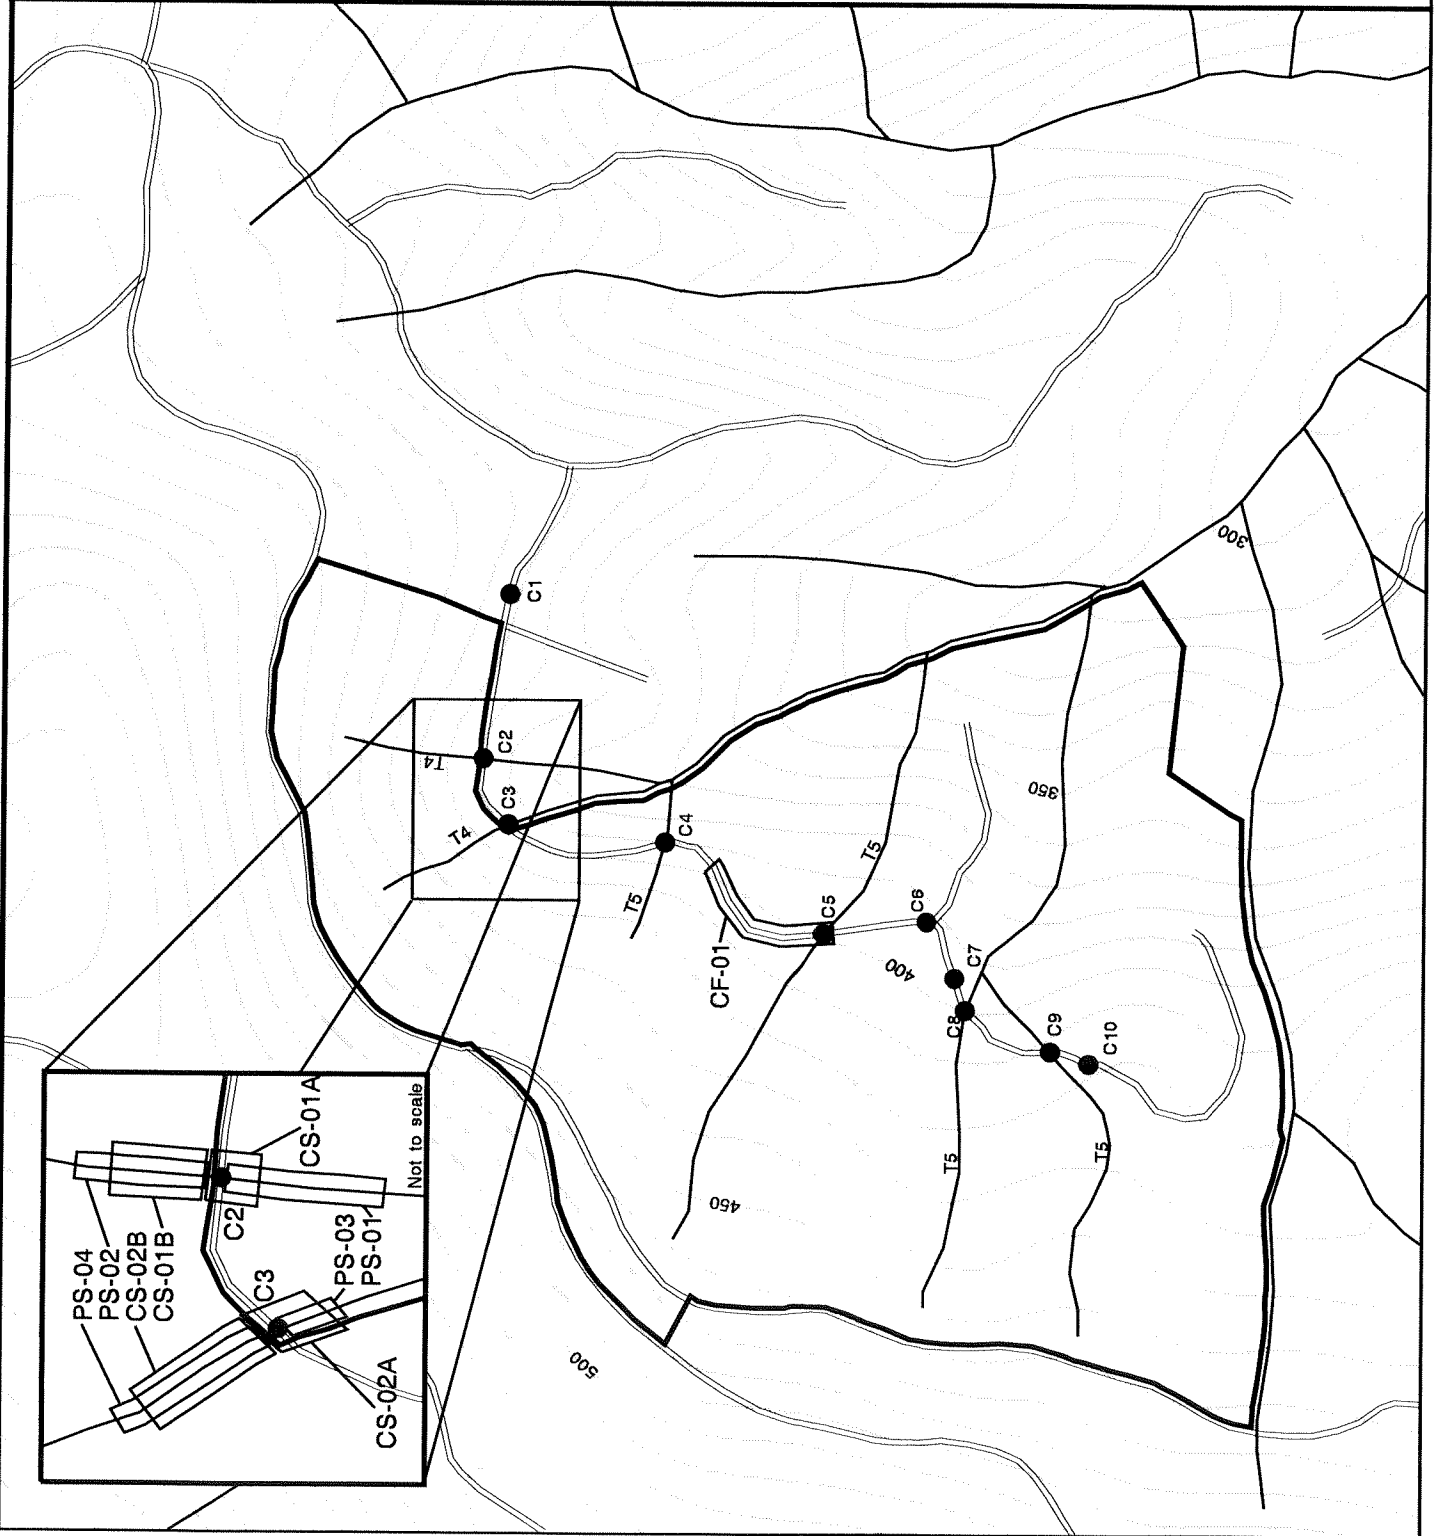 PS-04
PS-02
CS-02B
CS-01B
C2
CS-01A
Not to scale
C3
PS-03
PS-01
CS-02A
C1
C2
T4
C3
T4
C4
T5
CF-01
C5
T5
C6
400
C7
C8
C9
C10
T5
T5
350
300
450
500